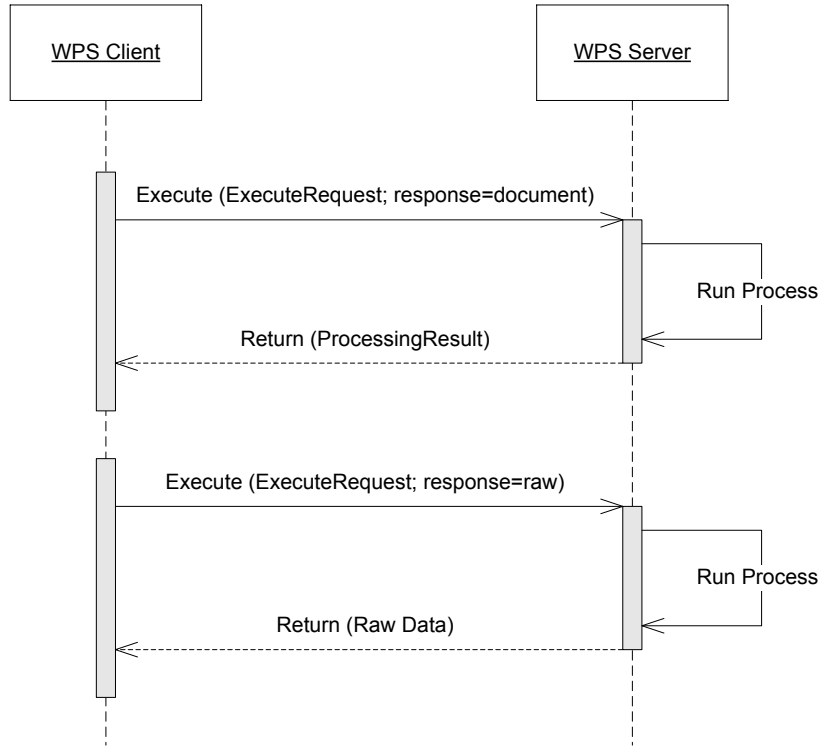 WPS Client
WPS Server
Execute (ExecuteRequest; response=document)
Run Process
Return (ProcessingResult)
Execute (ExecuteRequest; response=raw)
Run Process
Return (Raw Data)